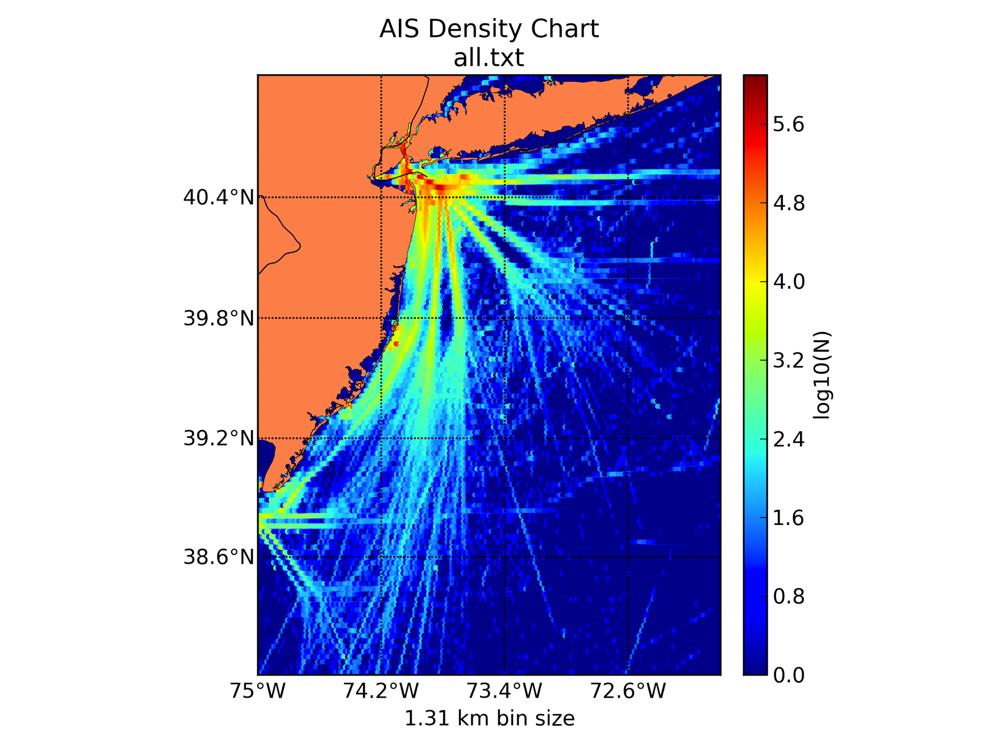 AIS Density Chart
all.txt
40.4°N
39.8°N
39.2°N
38.6°N
75°W
74.2°W
73.4°W
72.6°W
1.31 km bin size
5.6
4.8
4.0
3.2
2.4
1.6
0.8
0.0
log10(N)